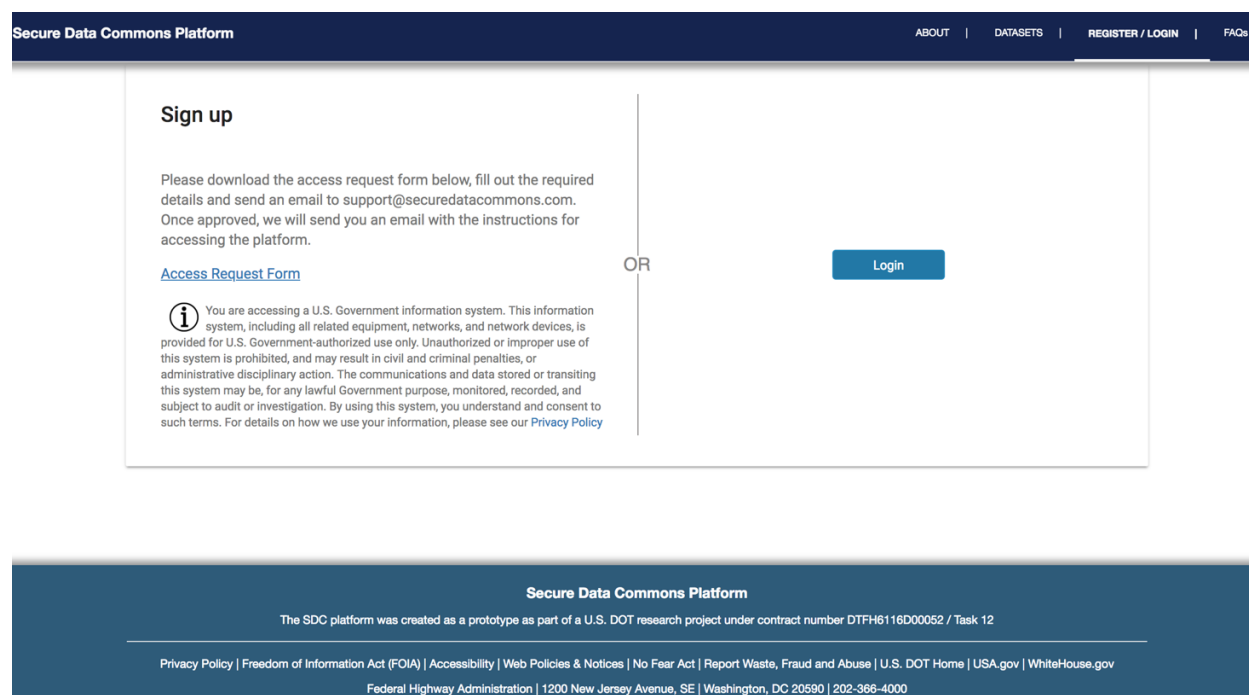 Secure Data Commons Platform
ABOUT | DATASETS | REGISTER / LOGIN | FAQs
Sign up
Please download the access request form below, fill out the required
details and send an email to support@securedatacommons.com.
Once approved, we will send you an email with the instructions for
accessing the platform.
Access Request Form
You are accessing a U.S. Government information system. This information
system, including all related equipment, networks, and network devices, is
provided for U.S. Government-authorized use only. Unauthorized or improper use of
this system is prohibited, and may result in civil and criminal penalties, or
administrative disciplinary action. The communications and data stored or transiting
this system may be, for any lawful Government purpose, monitored, recorded, and
subject to audit or investigation. By using this system, you understand and consent to
such terms. For details on how we use your information, please see our Privacy Policy
OR
Login
Secure Data Commons Platform
The SDC platform was created as a prototype as part of a U.S. DOT research project under contract number DTFH6116D00052 / Task 12
Privacy Policy | Freedom of Information Act (FOIA) | Accessibility | Web Policies & Notices | No Fear Act | Report Waste, Fraud and Abuse | U.S. DOT Home | USA.gov | WhiteHouse.gov
Federal Highway Administration | 1200 New Jersey Avenue, SE | Washington, DC 20590 | 202-366-4000